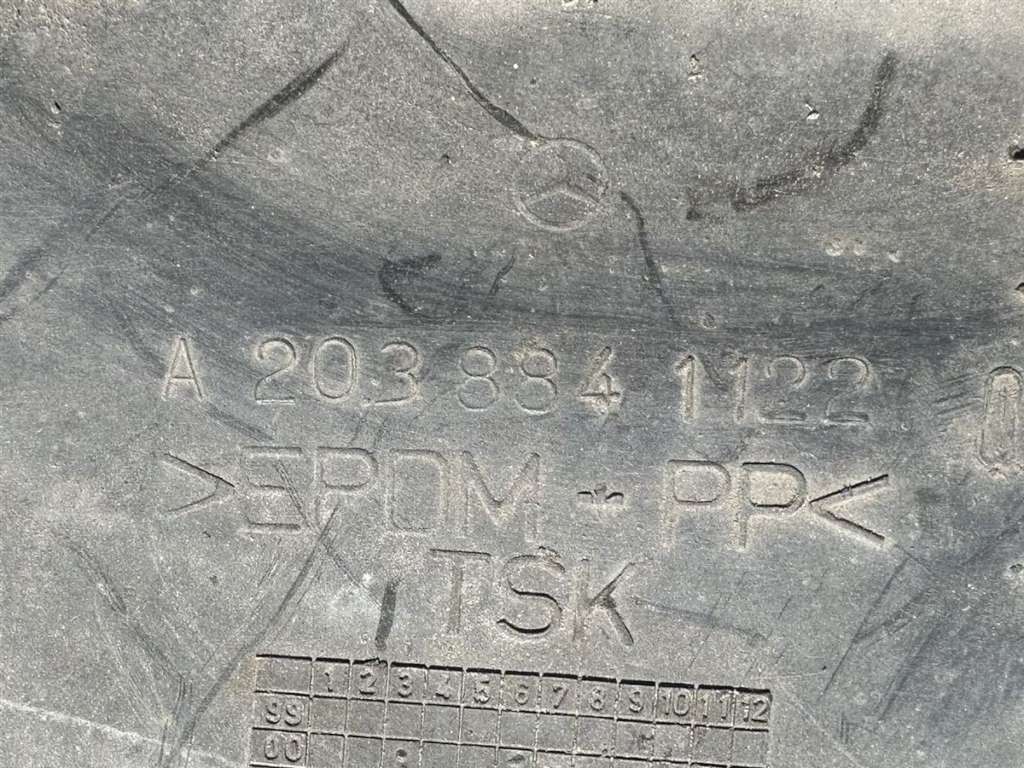 A 203 884 1122
>EPDM + PP<
TSK
1 2 3 4 5 6 7 8 9 10 11 12
99
00